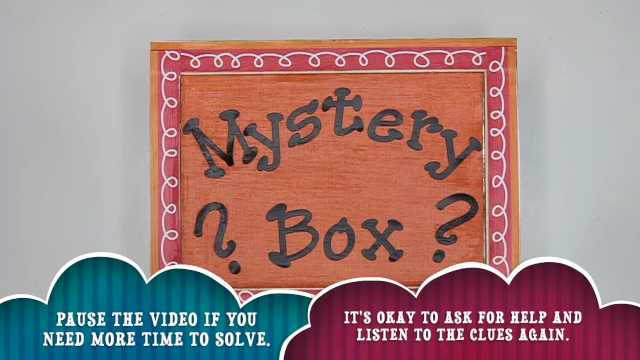 Mystery
? Box ?
PAUSE THE VIDEO IF YOU
NEED MORE TIME TO SOLVE.
IT'S OKAY TO ASK FOR HELP AND
LISTEN TO THE CLUES AGAIN.